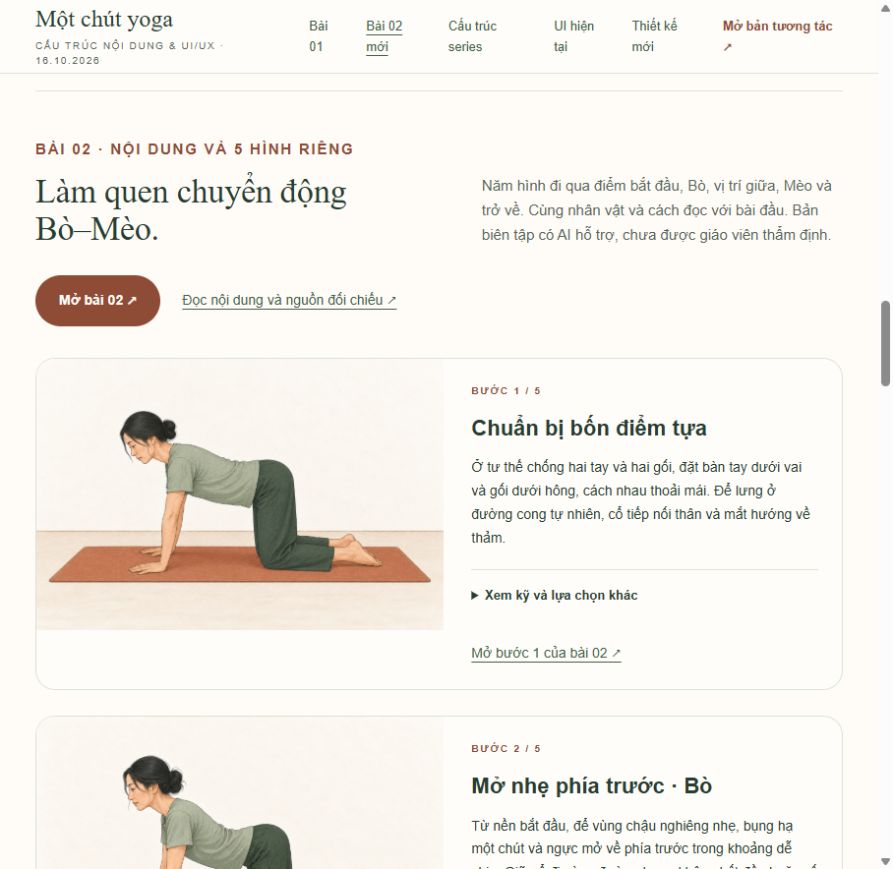 Một chút yoga
CẤU TRÚC NỘI DUNG & UI/UX ·
16.10.2026
Bài
01
Bài 02
mới
Cấu trúc
series
UI hiện
tại
Thiết kế
mới
Mở bản tương tác
↗
BÀI 02 · NỘI DUNG VÀ 5 HÌNH RIÊNG
Làm quen chuyển động
Bò–Mèo.
Năm hình đi qua điểm bắt đầu, Bò, vị trí giữa, Mèo và
trở về. Cùng nhân vật và cách đọc với bài đầu. Bản
biên tập có AI hỗ trợ, chưa được giáo viên thẩm định.
Mở bài 02 ↗
Đọc nội dung và nguồn đối chiếu ↗
BƯỚC 1 / 5
Chuẩn bị bốn điểm tựa
Ở tư thế chống hai tay và hai gối, đặt bàn tay dưới vai
và gối dưới hông, cách nhau thoải mái. Để lưng ở
đường cong tự nhiên, cổ tiếp nối thân và mắt hướng về
thảm.
▶ Xem kỹ và lựa chọn khác
Mở bước 1 của bài 02 ↗
BƯỚC 2 / 5
Mở nhẹ phía trước · Bò
Từ nền bắt đầu, để vùng chậu nghiêng nhẹ, bụng hạ
một chút và ngực mở về phía trước trong khoảng dễ